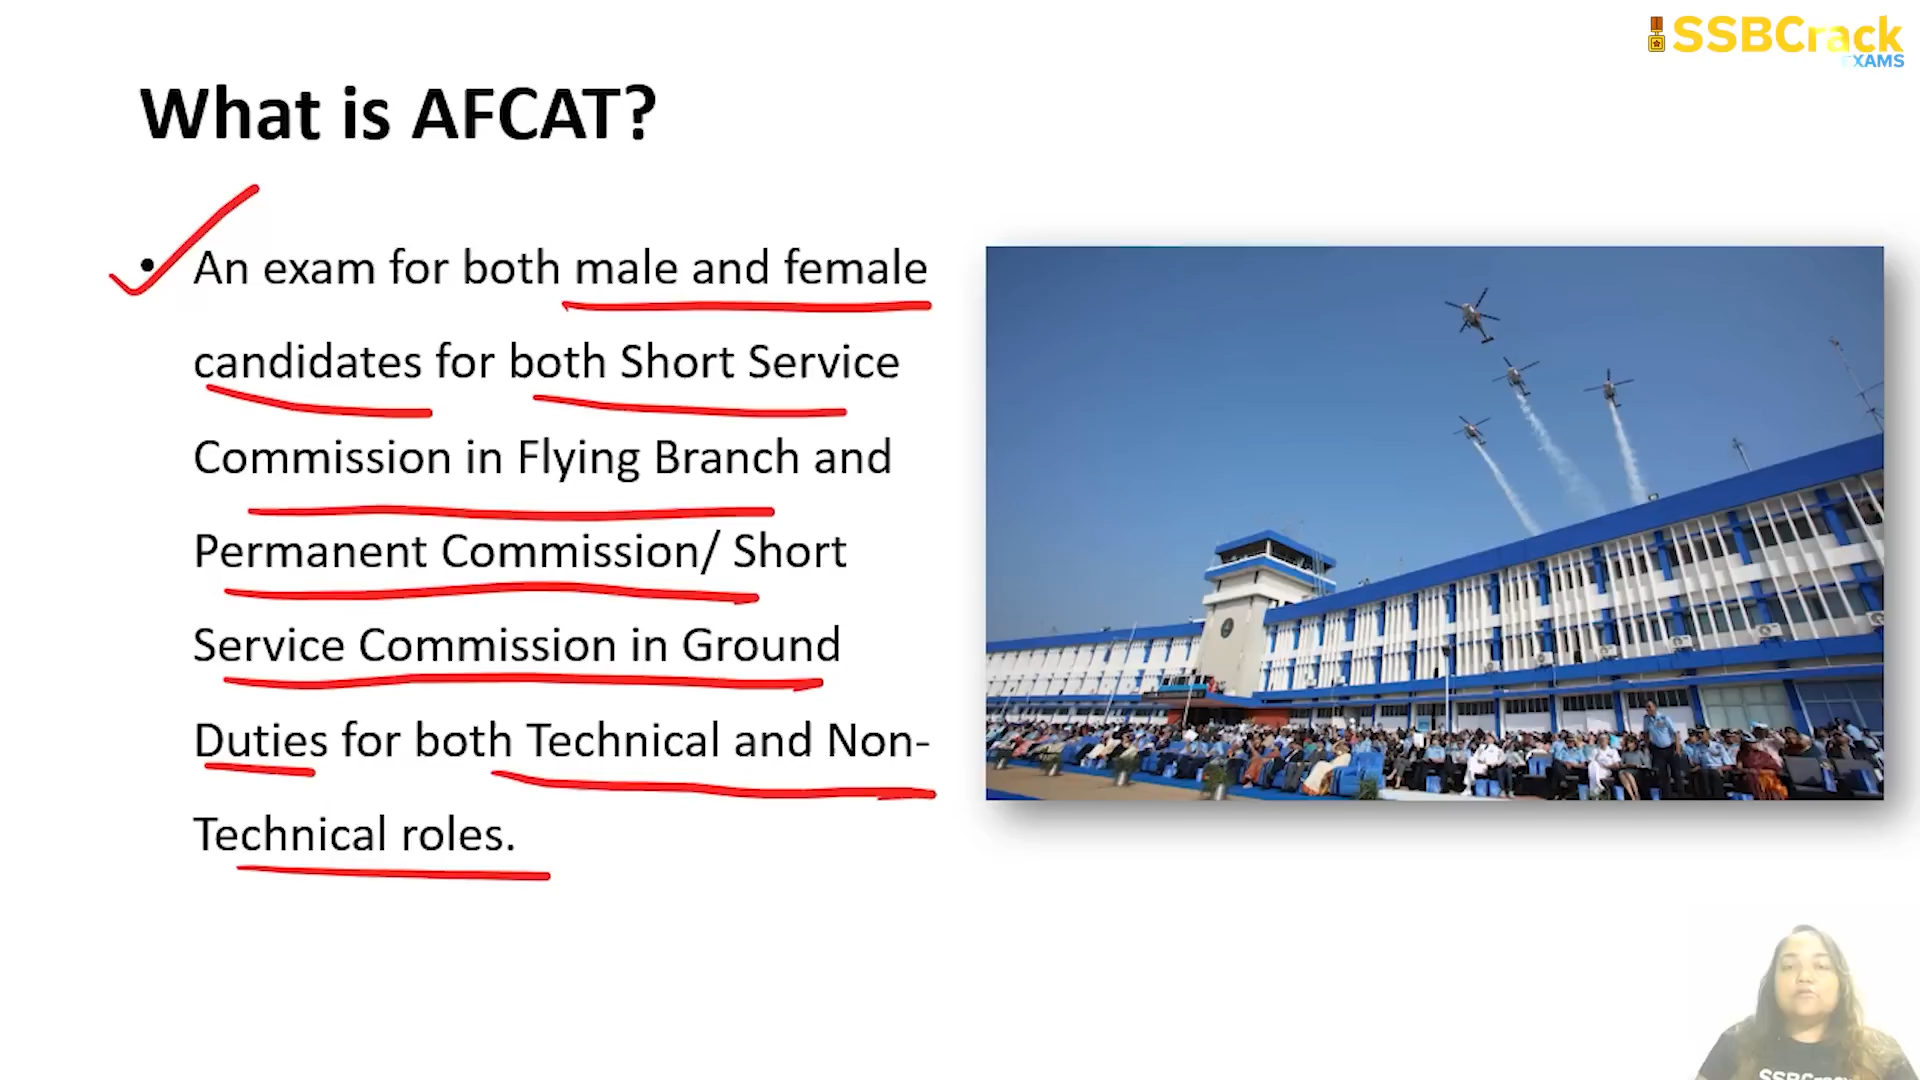 SSBCrack
EXAMS
What is AFCAT?
• An exam for both male and female
candidates for both Short Service
Commission in Flying Branch and
Permanent Commission/ Short
Service Commission in Ground
Duties for both Technical and Non-
Technical roles.
SSBCrack